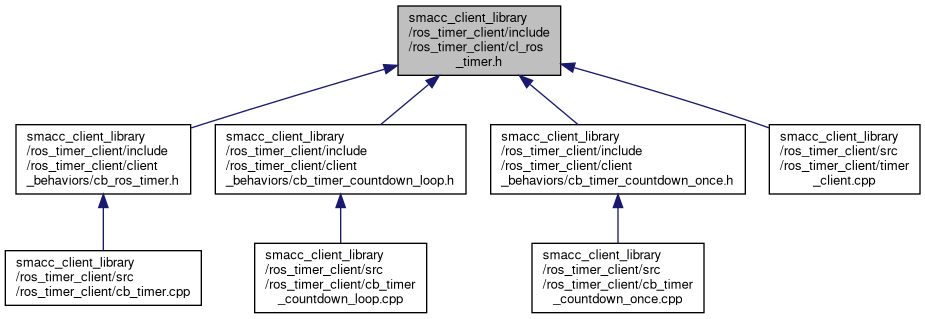 smacc_client_library
/ros_timer_client/include
/ros_timer_client/cl_ros
_timer.h
smacc_client_library
/ros_timer_client/include
/ros_timer_client/client
_behaviors/cb_ros_timer.h
smacc_client_library
/ros_timer_client/include
/ros_timer_client/client
_behaviors/cb_timer_countdown_loop.h
smacc_client_library
/ros_timer_client/include
/ros_timer_client/client
_behaviors/cb_timer_countdown_once.h
smacc_client_library
/ros_timer_client/src
/ros_timer_client/timer
_client.cpp
smacc_client_library
/ros_timer_client/src
/ros_timer_client/cb_timer.cpp
smacc_client_library
/ros_timer_client/src
/ros_timer_client/cb_timer
_countdown_loop.cpp
smacc_client_library
/ros_timer_client/src
/ros_timer_client/cb_timer
_countdown_once.cpp